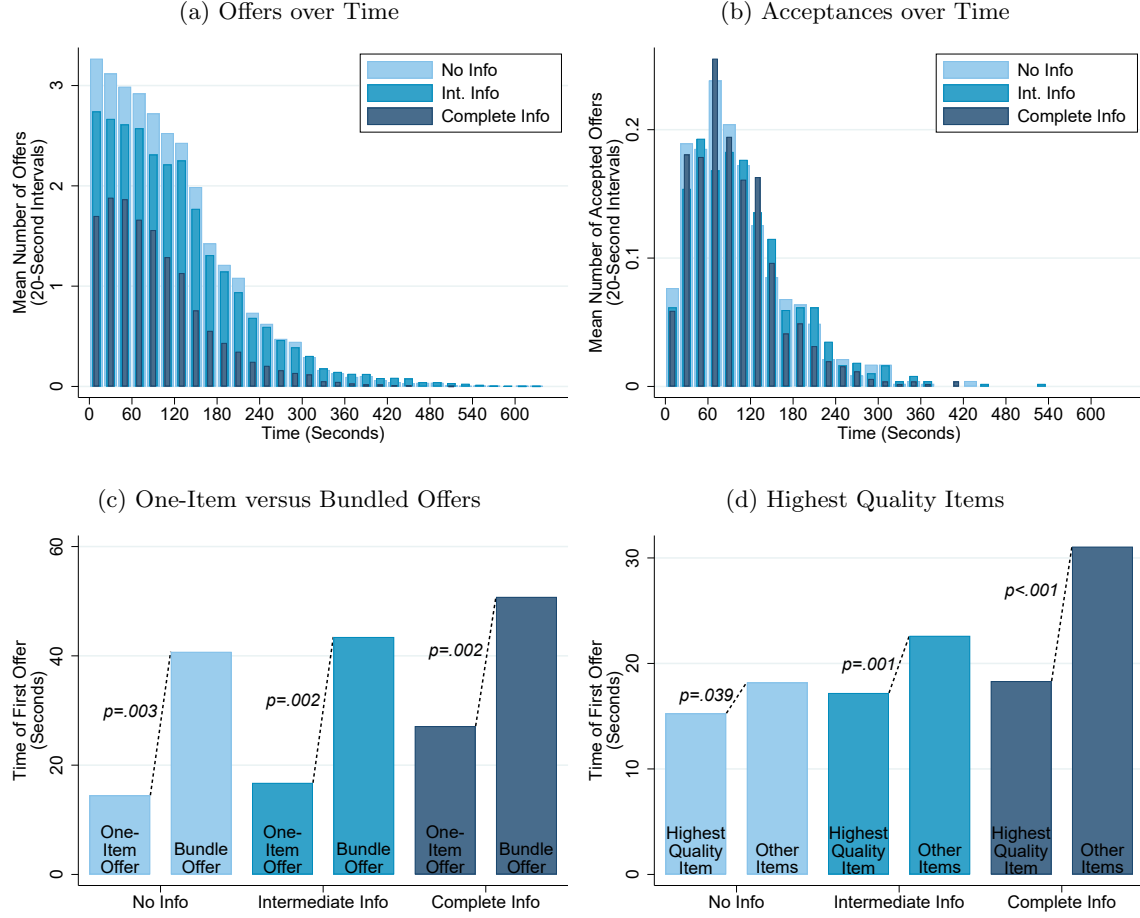 (a) Offers over Time
Mean Number of Offers
(20-Second Intervals)
3
2
1
0
No Info
Int. Info
Complete Info
0 60 120 180 240 300 360 420 480 540 600
Time (Seconds)
(b) Acceptances over Time
Mean Number of Accepted Offers
(20-Second Intervals)
0.2
0.1
0
No Info
Int. Info
Complete Info
0 60 120 180 240 300 360 420 480 540 600
Time (Seconds)
(c) One-Item versus Bundled Offers
Time of First Offer
(Seconds)
60
40
20
0
p=.003
p=.002
p=.002
One-
Item
Offer
Bundle
Offer
One-
Item
Offer
Bundle
Offer
One-
Item
Offer
Bundle
Offer
No Info
Intermediate Info
Complete Info
(d) Highest Quality Items
Time of First Offer
(Seconds)
30
20
10
0
p=.039
p=.001
p<.001
Highest
Quality
Item
Other
Items
Highest
Quality
Item
Other
Items
Highest
Quality
Item
Other
Items
No Info
Intermediate Info
Complete Info